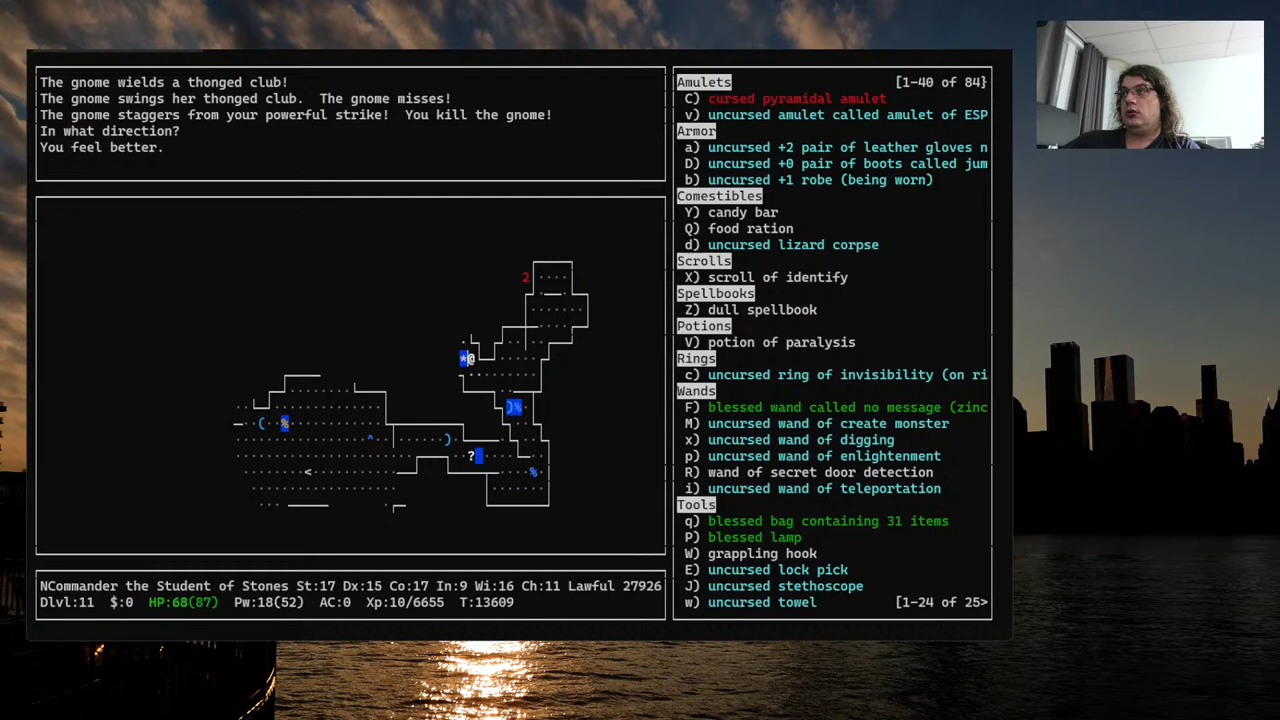 The gnome wields a thonged club!
The gnome swings her thonged club.  The gnome misses!
The gnome staggers from your powerful strike!  You kill the gnome!
In what direction?
You feel better.
Amulets [1-40 of 84}
C) cursed pyramidal amulet
v) uncursed amulet called amulet of ESP
Armor
a) uncursed +2 pair of leather gloves n
D) uncursed +0 pair of boots called jum
b) uncursed +1 robe (being worn)
Comestibles
Y) candy bar
Q) food ration
d) uncursed lizard corpse
Scrolls
X) scroll of identify
Spellbooks
Z) dull spellbook
Potions
V) potion of paralysis
Rings
c) uncursed ring of invisibility (on ri
Wands
F) blessed wand called no message (zinc
M) uncursed wand of create monster
x) uncursed wand of digging
p) uncursed wand of enlightenment
R) wand of secret door detection
i) uncursed wand of teleportation
Tools
q) blessed bag containing 31 items
P) blessed lamp
W) grappling hook
E) uncursed lock pick
J) uncursed stethoscope
w) uncursed towel [1-24 of 25>
NCommander the Student of Stones St:17 Dx:15 Co:17 In:9 Wi:16 Ch:11 Lawful 27926
Dlvl:11 $:0 HP:68(87) Pw:18(52) AC:0 Xp:10/6655 T:13609